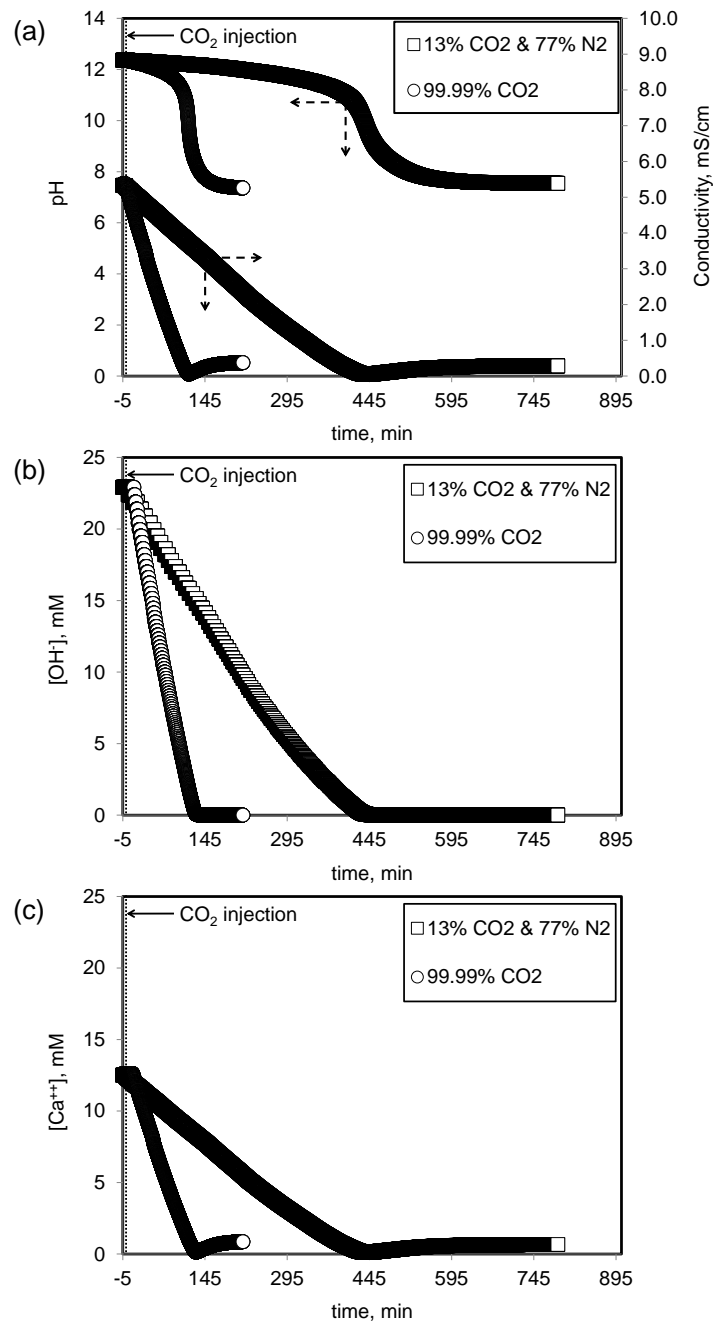 (a)
14
12
10
8
6
4
2
0
pH
CO₂ injection
13% CO2 & 77% N2
99.99% CO2
10.0
9.0
8.0
7.0
6.0
5.0
4.0
3.0
2.0
1.0
0.0
Conductivity, mS/cm
-5 145 295 445 595 745 895
time, min
(b)
25
20
15
10
5
0
[OH-], mM
CO₂ injection
13% CO2 & 77% N2
99.99% CO2
-5 145 295 445 595 745 895
time, min
(c)
25
20
15
10
5
0
[Ca⁺⁺], mM
CO₂ injection
13% CO2 & 77% N2
99.99% CO2
-5 145 295 445 595 745 895
time, min